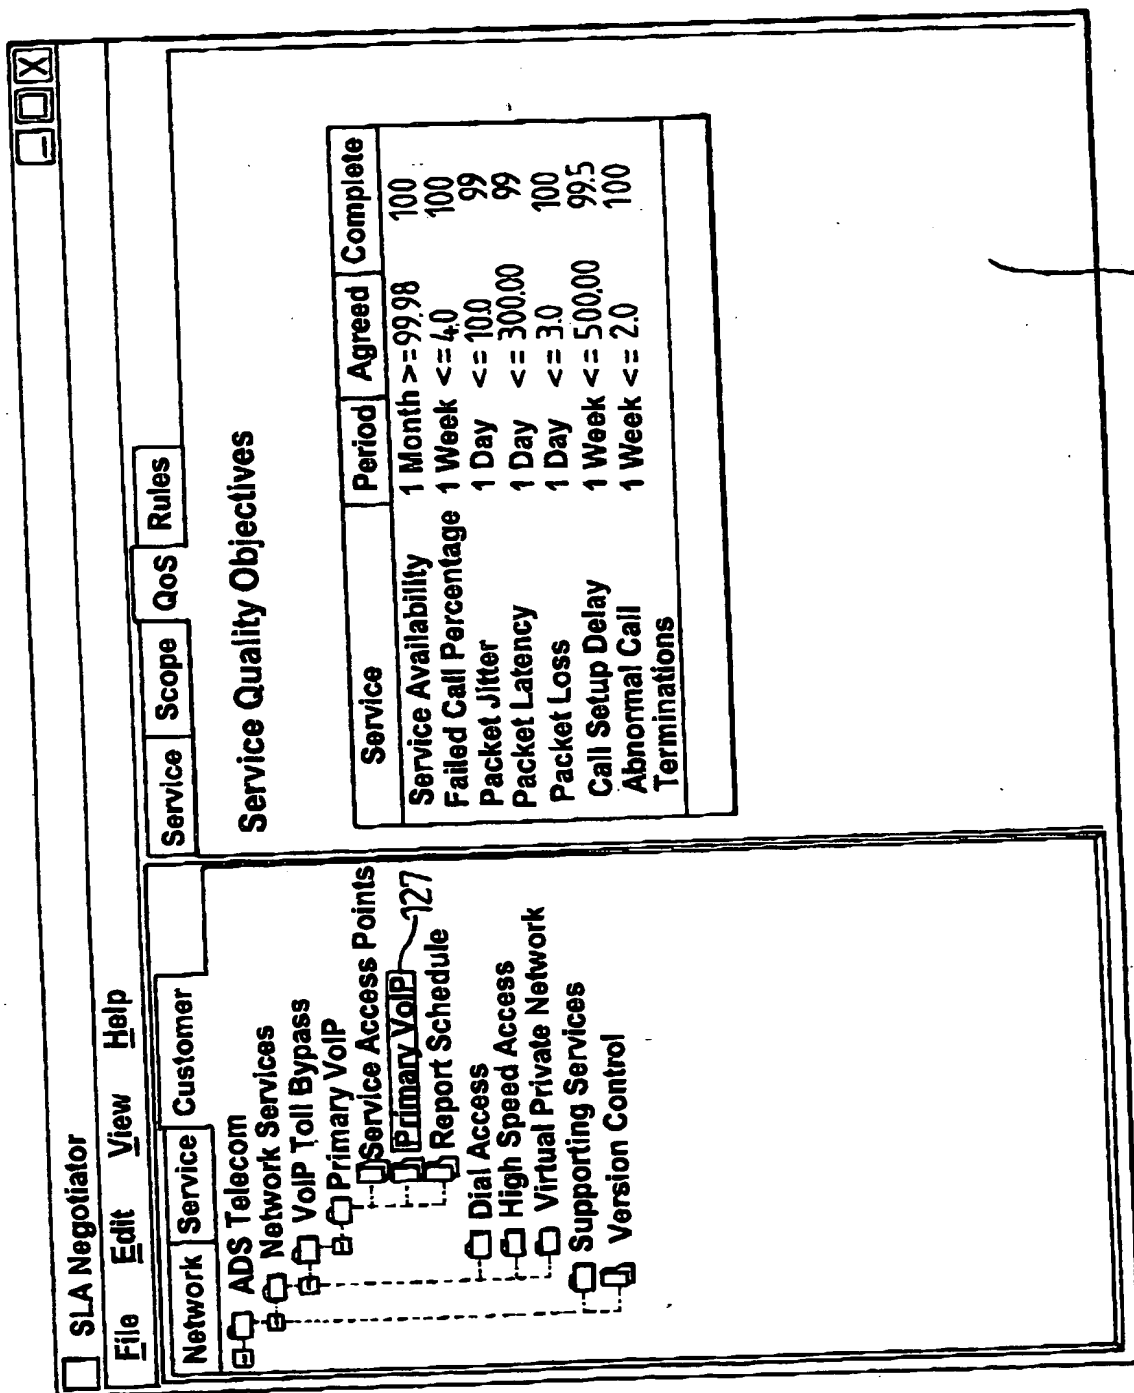 SLA Negotiator
File Edit View Help
Network Service Customer
ADS Telecom
Network Services
VoIP Toll Bypass
Primary VoIP
Service Access Points
Primary VoIP 127
Report Schedule
Dial Access
High Speed Access
Virtual Private Network
Supporting Services
Version Control
Service Scope QoS Rules
Service Quality Objectives
Service Period Agreed Complete
Service Availability 1 Month >=99.98 100
Failed Call Percentage 1 Week <=4.0 100
Packet Jitter 1 Day <=10.0 99
Packet Latency 1 Day <=300.00 99
Packet Loss 1 Day <=3.0 100
Call Setup Delay 1 Week <=500,00 99.5
Abnormal Call 1 Week <=2.0 100
Terminations